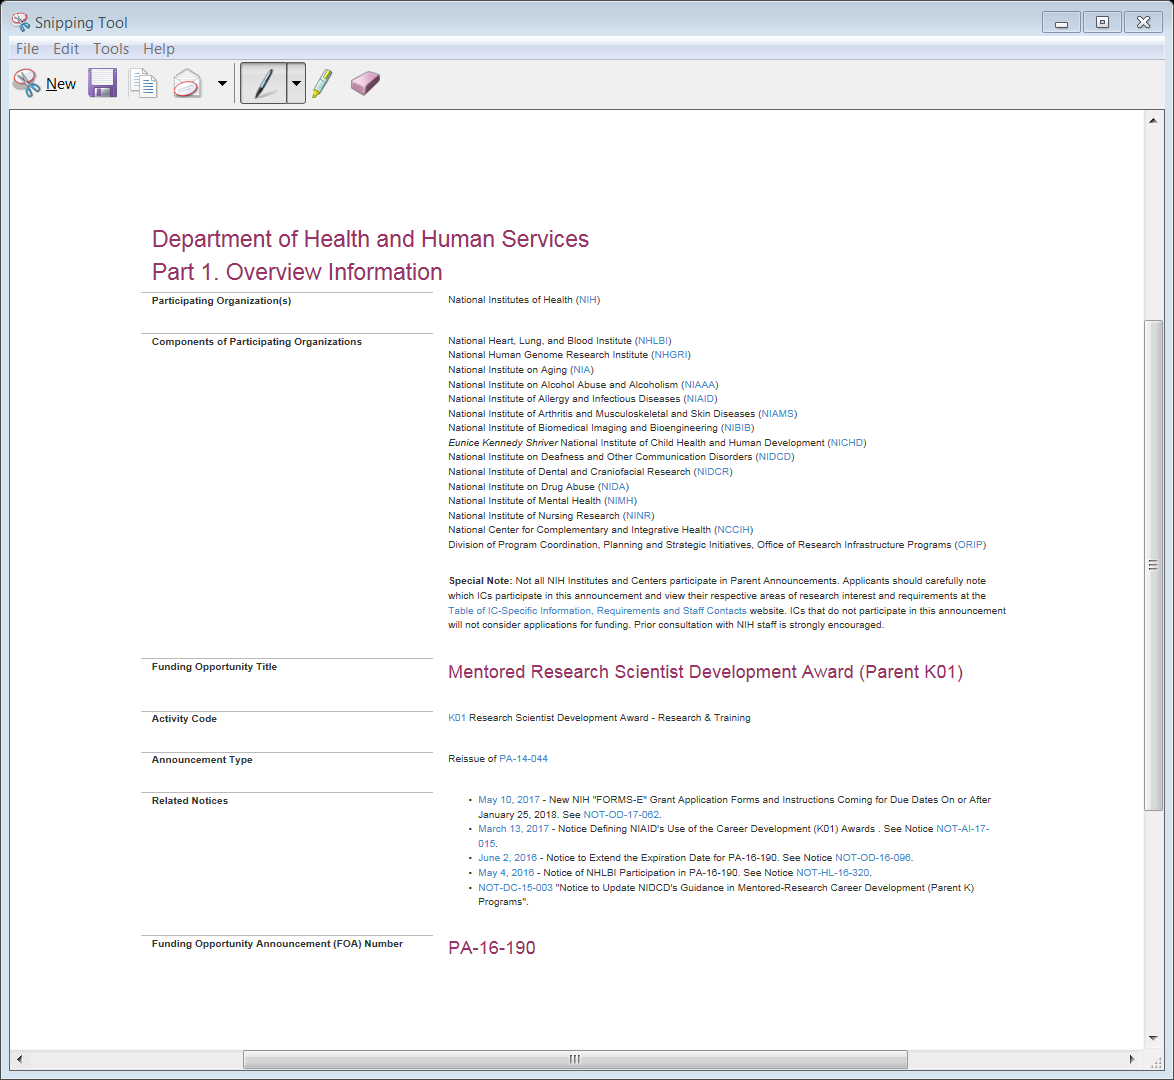 Snipping Tool
File Edit Tools Help
New
Department of Health and Human Services
Part 1. Overview Information
Participating Organization(s)
National Institutes of Health (NIH)
Components of Participating Organizations
National Heart, Lung, and Blood Institute (NHLBI)
National Human Genome Research Institute (NHGRI)
National Institute on Aging (NIA)
National Institute on Alcohol Abuse and Alcoholism (NIAAA)
National Institute of Allergy and Infectious Diseases (NIAID)
National Institute of Arthritis and Musculoskeletal and Skin Diseases (NIAMS)
National Institute of Biomedical Imaging and Bioengineering (NIBIB)
Eunice Kennedy Shriver National Institute of Child Health and Human Development (NICHD)
National Institute on Deafness and Other Communication Disorders (NIDCD)
National Institute of Dental and Craniofacial Research (NIDCR)
National Institute on Drug Abuse (NIDA)
National Institute of Mental Health (NIMH)
National Institute of Nursing Research (NINR)
National Center for Complementary and Integrative Health (NCCIH)
Division of Program Coordination, Planning and Strategic Initiatives, Office of Research Infrastructure Programs (ORIP)
Special Note: Not all NIH Institutes and Centers participate in Parent Announcements. Applicants should carefully note
which ICs participate in this announcement and view their respective areas of research interest and requirements at the
Table of IC-Specific Information, Requirements and Staff Contacts website. ICs that do not participate in this announcement
will not consider applications for funding. Prior consultation with NIH staff is strongly encouraged.
Funding Opportunity Title
Mentored Research Scientist Development Award (Parent K01)
Activity Code
K01 Research Scientist Development Award - Research & Training
Announcement Type
Reissue of PA-14-044
Related Notices
• May 10, 2017 - New NIH "FORMS-E" Grant Application Forms and Instructions Coming for Due Dates On or After
January 25, 2018. See NOT-OD-17-062.
• March 13, 2017 - Notice Defining NIAID's Use of the Career Development (K01) Awards . See Notice NOT-AI-17-
015.
• June 2, 2016 - Notice to Extend the Expiration Date for PA-16-190. See Notice NOT-OD-16-096.
• May 4, 2016 - Notice of NHLBI Participation in PA-16-190. See Notice NOT-HL-16-320.
• NOT-DC-15-003 "Notice to Update NIDCD's Guidance in Mentored-Research Career Development (Parent K)
Programs".
Funding Opportunity Announcement (FOA) Number
PA-16-190